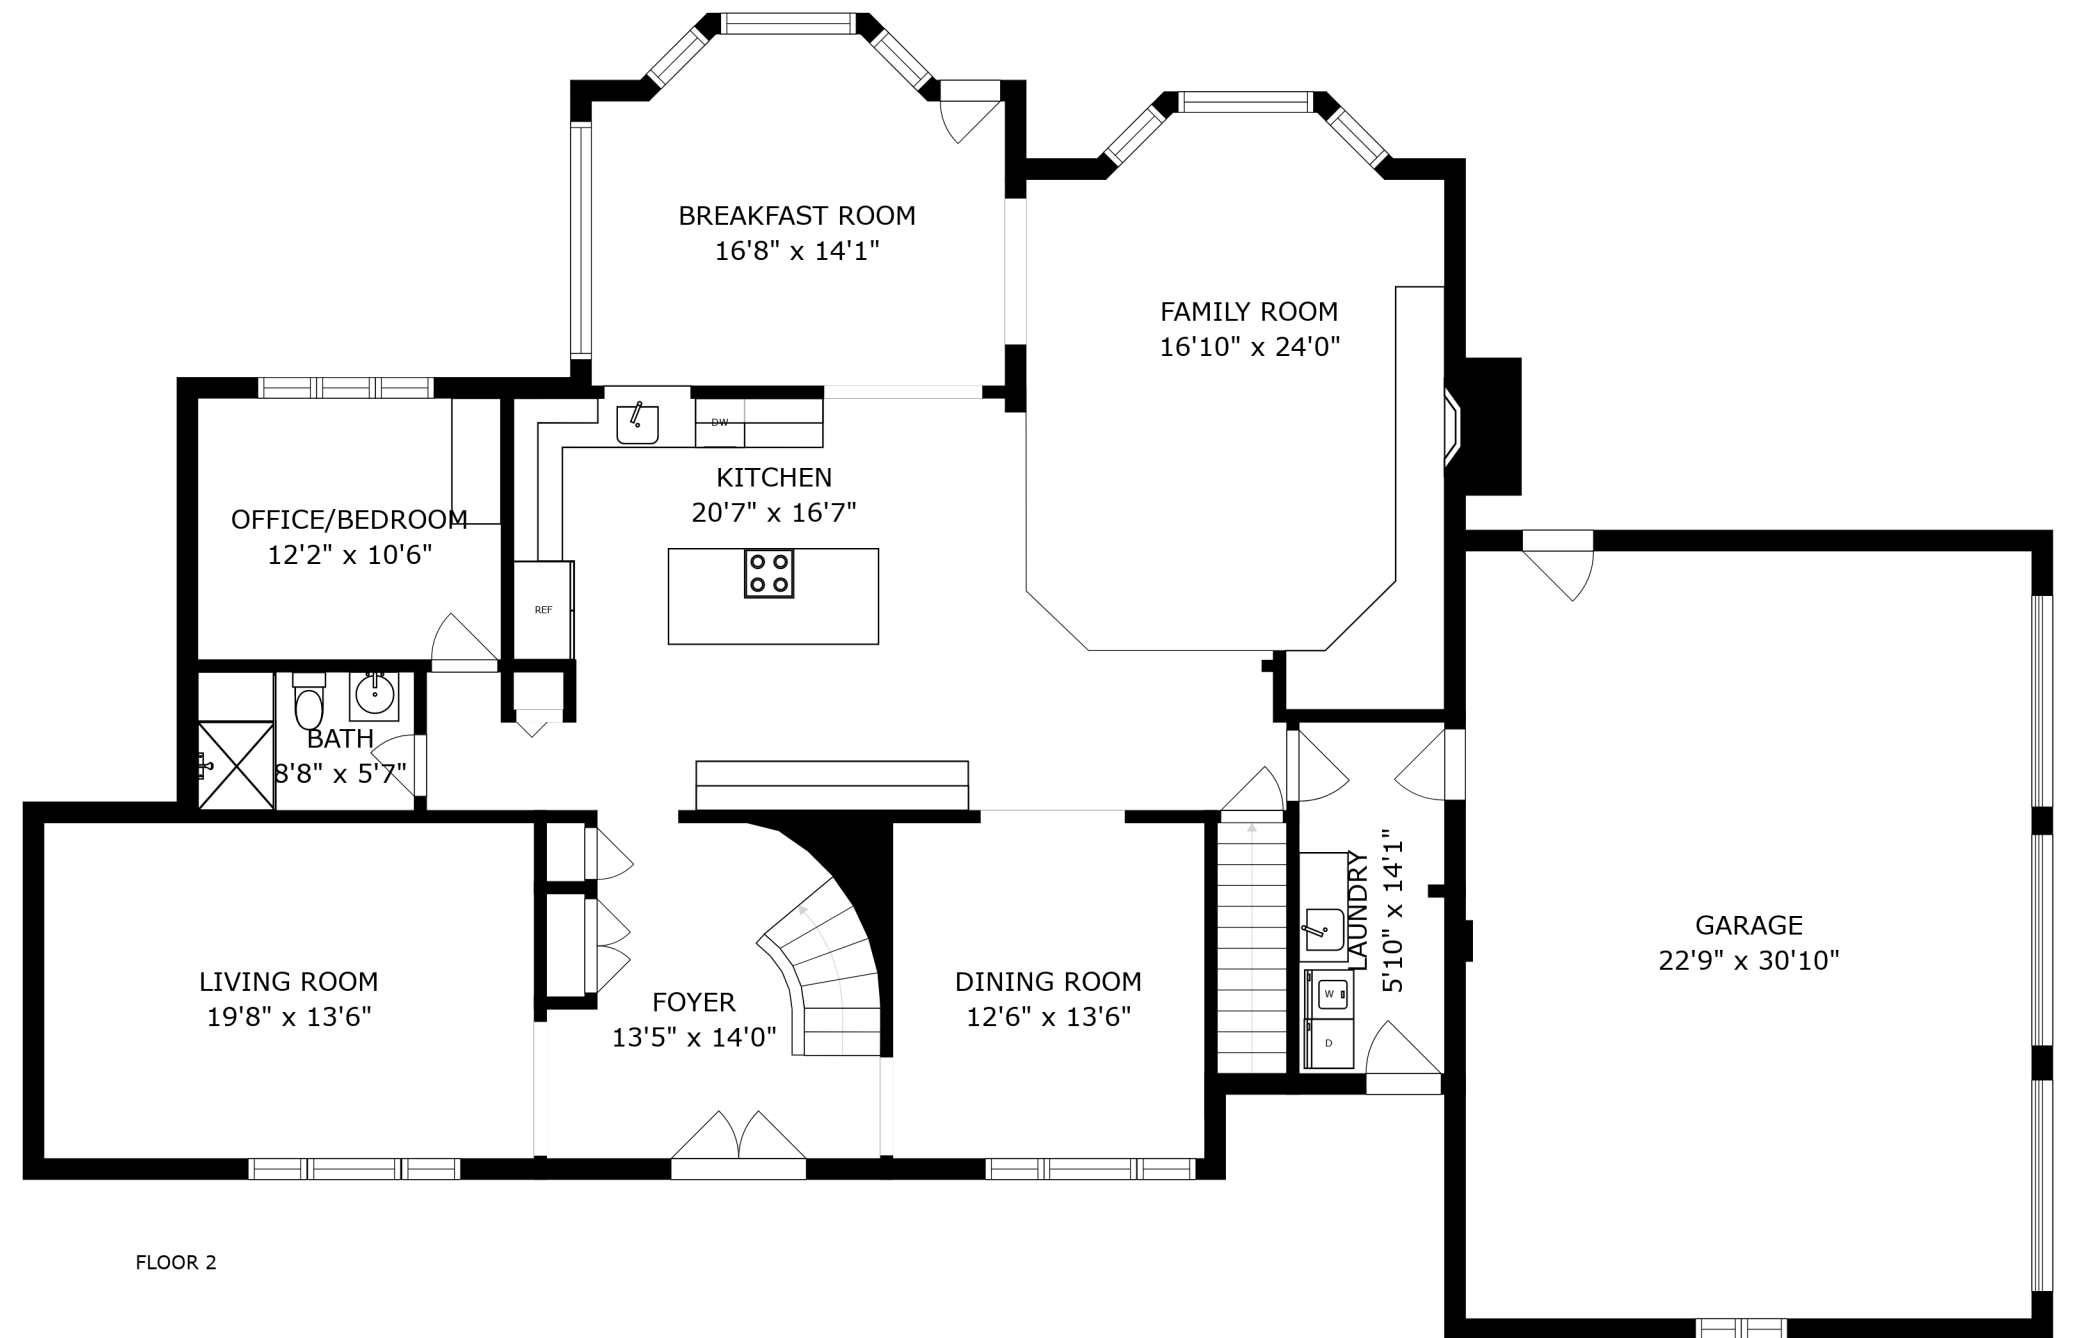 BREAKFAST ROOM
16'8" x 14'1"
FAMILY ROOM
16'10" x 24'0"
DW
KITCHEN
20'7" x 16'7"
OFFICE/BEDROOM
12'2" x 10'6"
REF
BATH
8'8" x 5'7"
LIVING ROOM
19'8" x 13'6"
FOYER
13'5" x 14'0"
DINING ROOM
12'6" x 13'6"
LAUNDRY
5'10" x 14'1"
W
D
GARAGE
22'9" x 30'10"
FLOOR 2